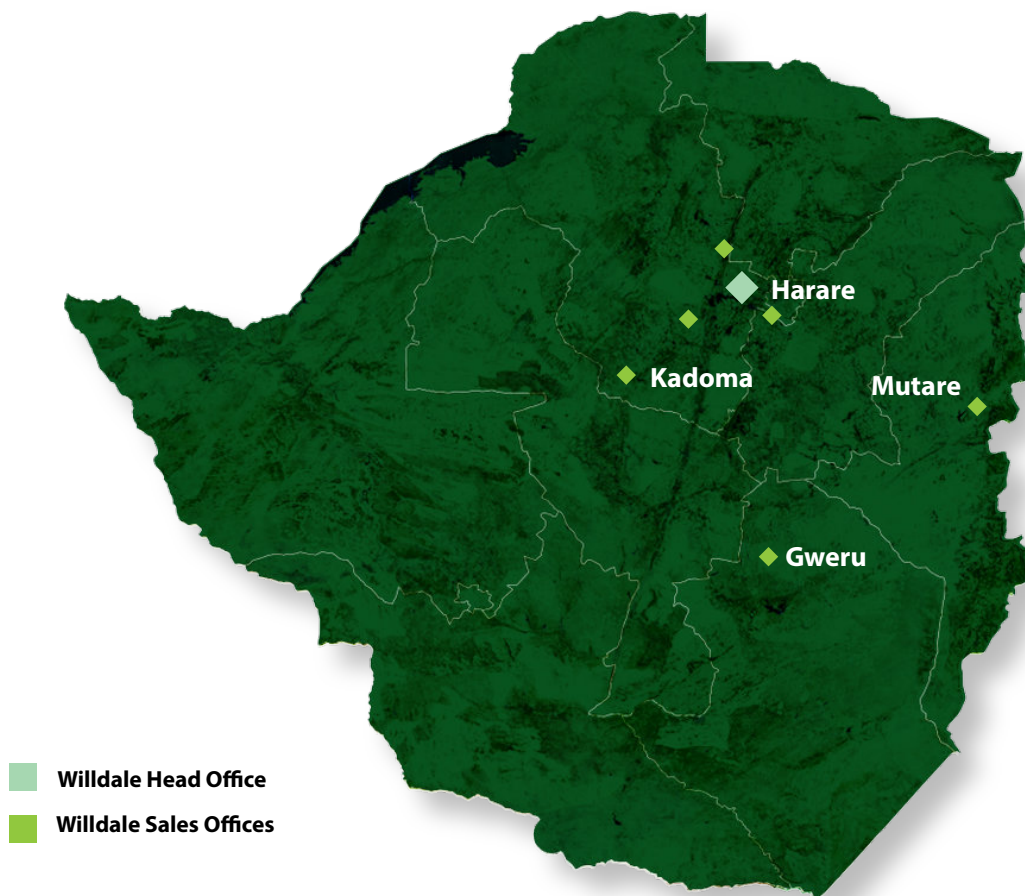 Harare
Kadoma
Mutare
Gweru
Willdale Head Office
Willdale Sales Offices